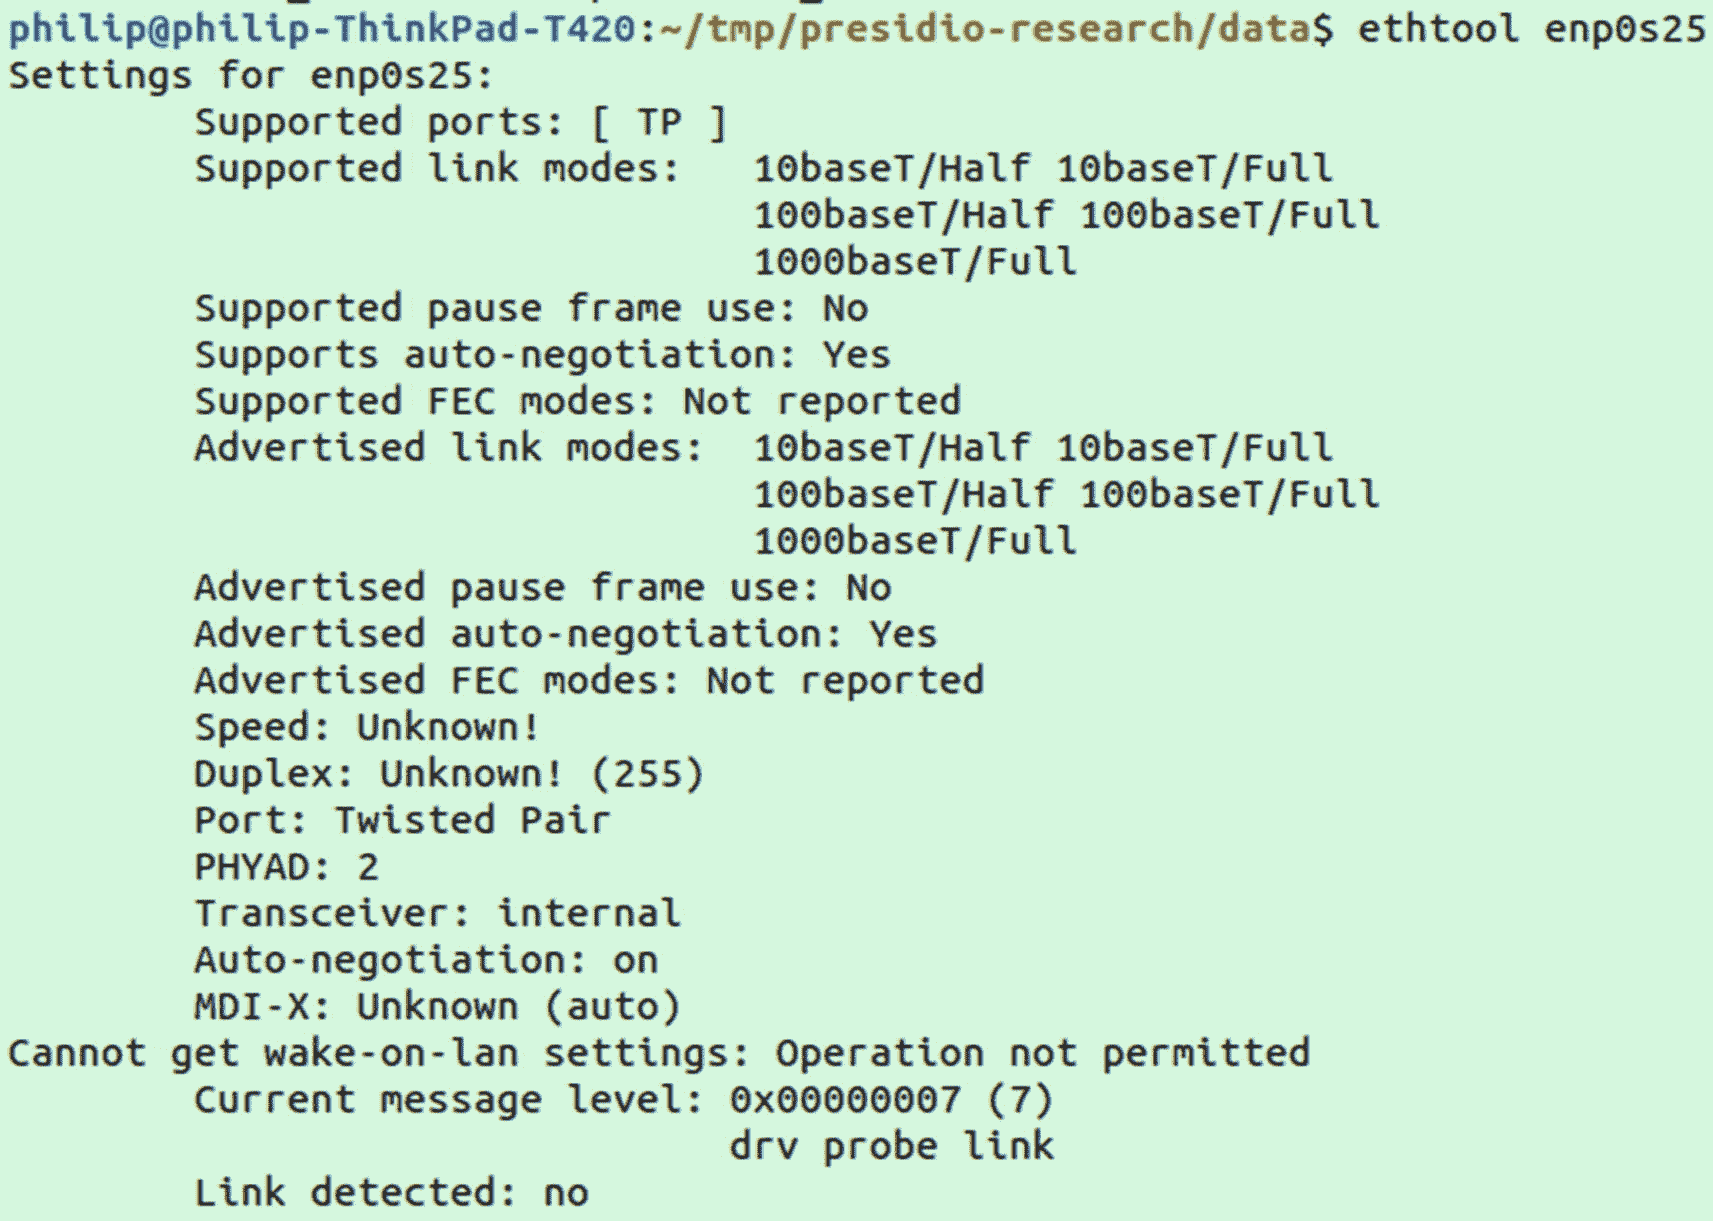 philip@philip-ThinkPad-T420:~/tmp/presidio-research/data$ ethtool enp0s25
Settings for enp0s25:
Supported ports: [ TP ]
Supported link modes:   10baseT/Half 10baseT/Full
100baseT/Half 100baseT/Full
1000baseT/Full
Supported pause frame use: No
Supports auto-negotiation: Yes
Supported FEC modes: Not reported
Advertised link modes:  10baseT/Half 10baseT/Full
100baseT/Half 100baseT/Full
1000baseT/Full
Advertised pause frame use: No
Advertised auto-negotiation: Yes
Advertised FEC modes: Not reported
Speed: Unknown!
Duplex: Unknown! (255)
Port: Twisted Pair
PHYAD: 2
Transceiver: internal
Auto-negotiation: on
MDI-X: Unknown (auto)
Cannot get wake-on-lan settings: Operation not permitted
Current message level: 0x00000007 (7)
drv probe link
Link detected: no